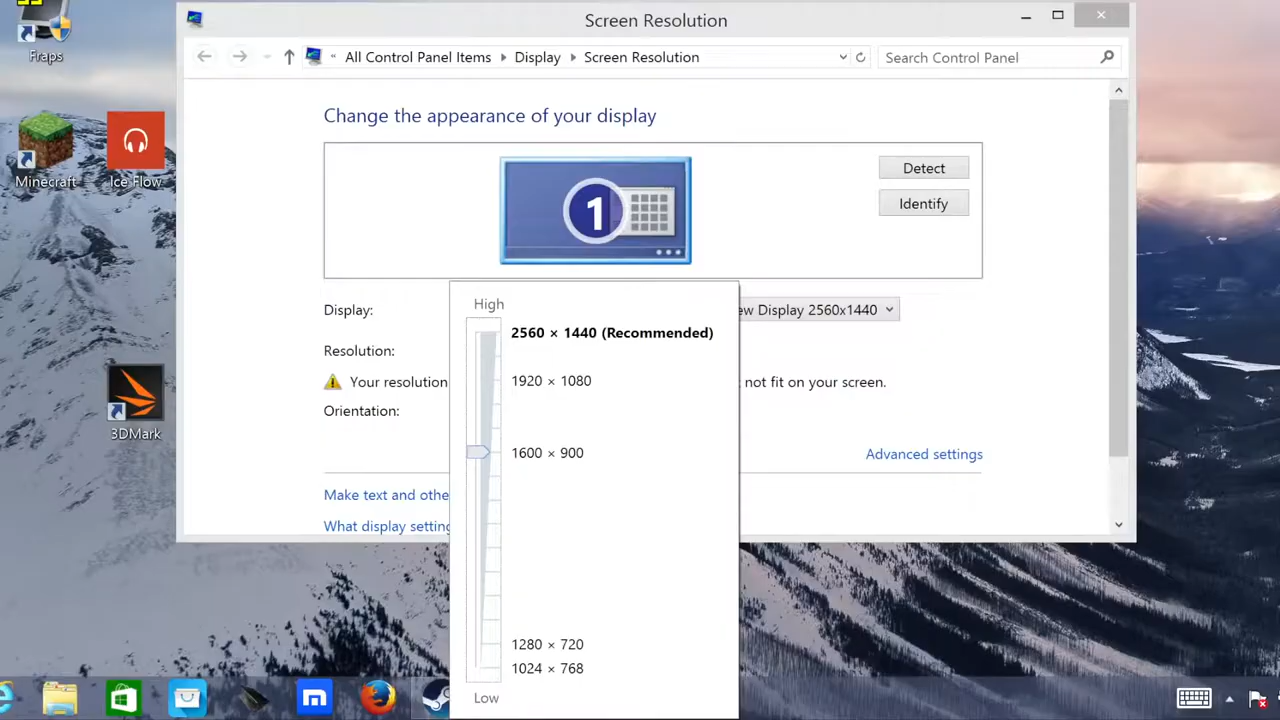 Screen Resolution
« All Control Panel Items Display Screen Resolution
Search Control Panel
Fraps
Minecraft
Ice Flow
3DMark
Change the appearance of your display
1
Detect
Identify
Display:
ew Display 2560x1440
Resolution:
Your resolution
not fit on your screen.
Orientation:
Advanced settings
Make text and othe
What display setting
High
2560 × 1440 (Recommended)
1920 × 1080
1600 × 900
1280 × 720
1024 × 768
Low